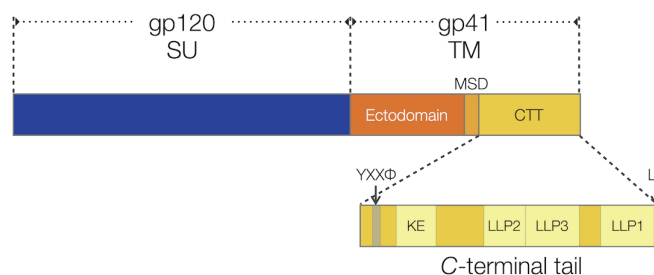 gp120 gp41
SU TM
MSD
Ectodomain CTT
YXXΦ L
KE LLP2 LLP3 LLP1
C-terminal tail